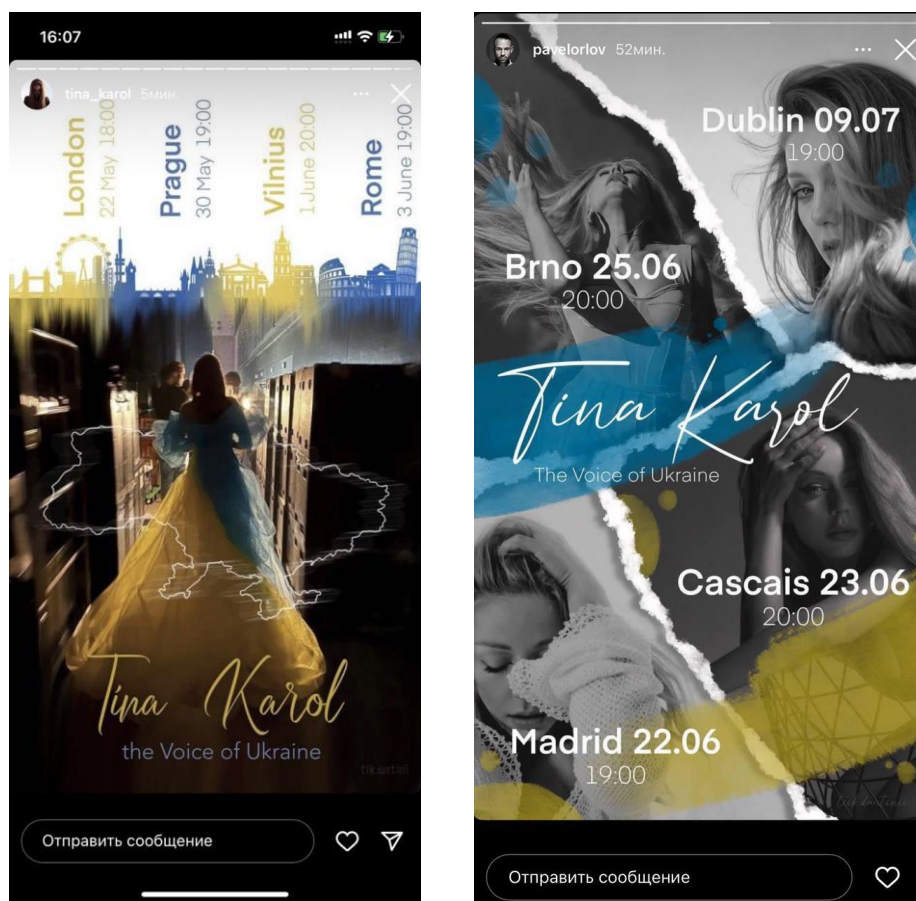 16:07
tina_karol 5мин.
London
22 May 18:00
Prague
30 May 19:00
Vilnius
1 June 20:00
Rome
3 June 19:00
Tina Karol
the Voice of Ukraine
Отправить сообщение
pavelorlov 52мин.
Dublin 09.07
19:00
Brno 25.06
20:00
Tina Karol
The Voice of Ukraine
Cascais 23.06
20:00
Madrid 22.06
19:00
Отправить сообщение